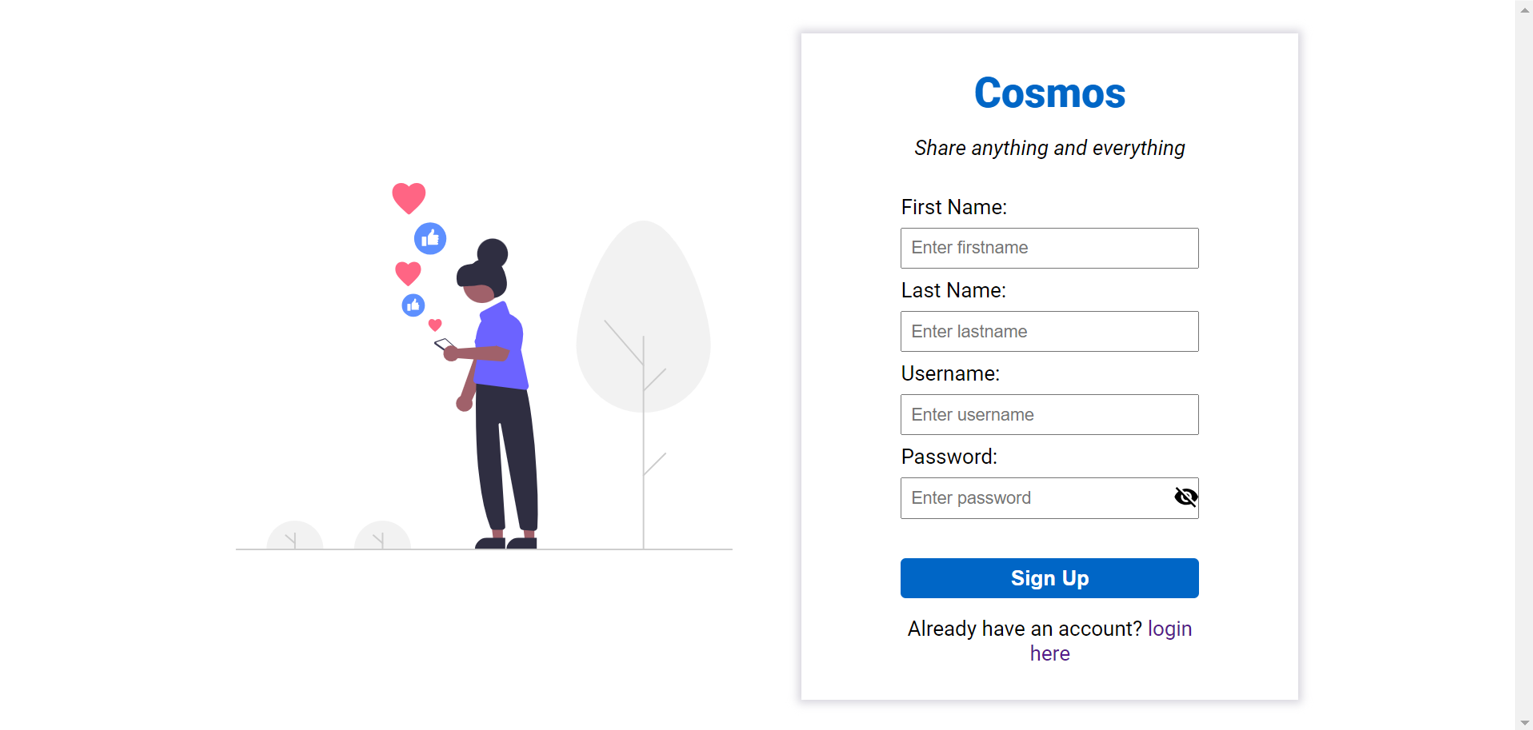 Cosmos
Share anything and everything
First Name:
Enter firstname
Last Name:
Enter lastname
Username:
Enter username
Password:
Enter password
Sign Up
Already have an account? login
here